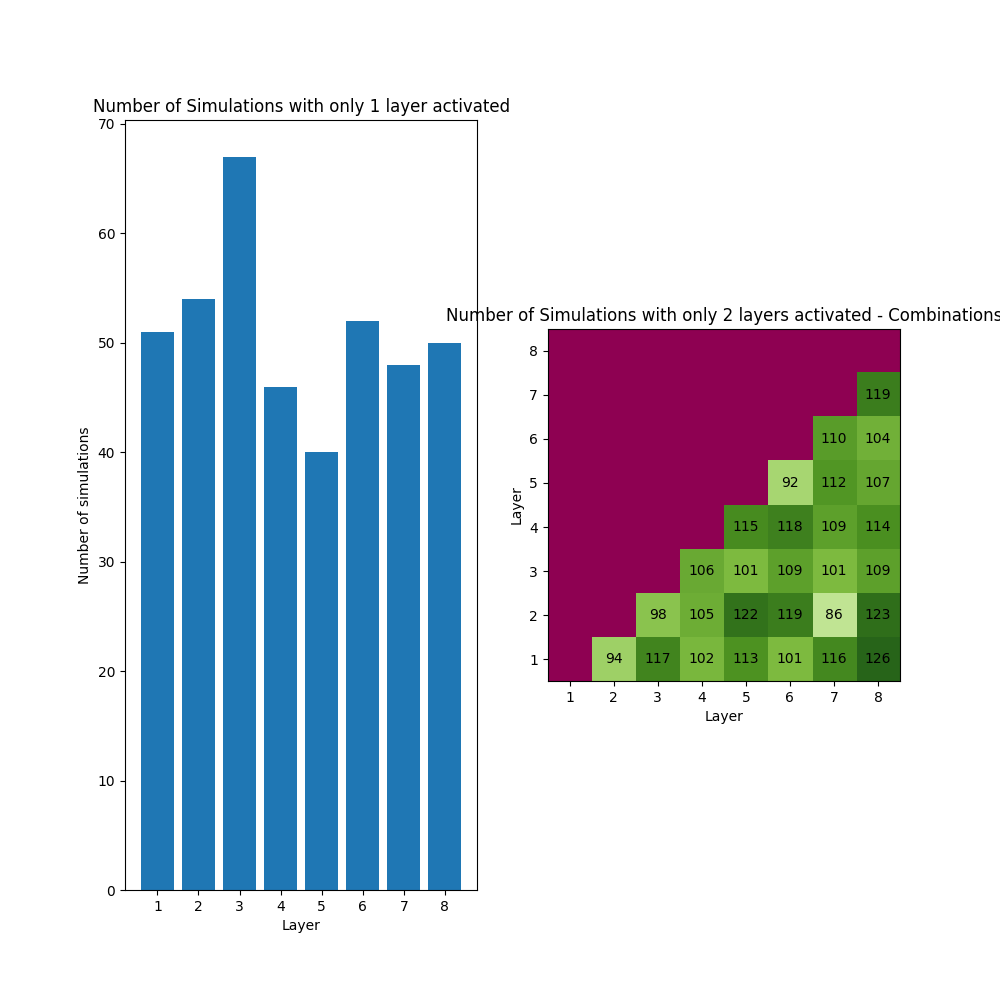 Number of Simulations with only 1 layer activated
70
60
50
40
30
20
10
0
Number of simulations
1 2 3 4 5 6 7 8
Layer
Number of Simulations with only 2 layers activated - Combinations
Layer
8
7 119
6 110 104
5 92 112 107
4 115 118 109 114
3 106 101 109 101 109
2 98 105 122 119 86 123
1 94 117 102 113 101 116 126
1 2 3 4 5 6 7 8
Layer